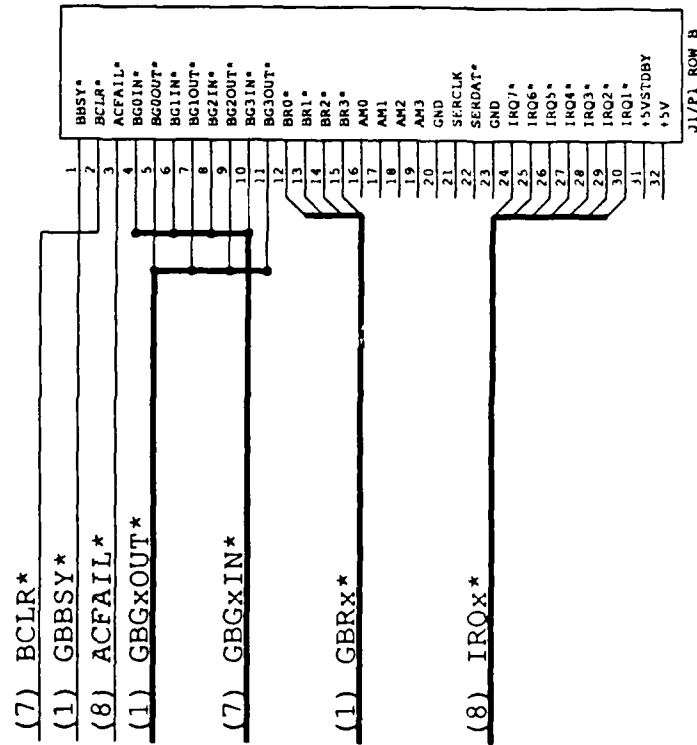 J1/P1 ROW B
1 BBSY*
2 BCLR*
3 ACFAIL*
4 BG0IN*
5 BG0OUT*
6 BG1IN*
7 BG1OUT*
8 BG2IN*
9 BG2OUT*
10 BG3IN*
11 BG3OUT*
12 BR0*
13 BR1*
14 BR2*
15 BR3*
16 AM0
17 AM1
18 AM2
19 AM3
20 GND
21 SERCLK
22 SERDAT*
23 GND
24 IRQ7*
25 IRQ6*
26 IRQ5*
27 IRQ4*
28 IRQ3*
29 IRQ2*
30 IRQ1*
31 +5VSTDBY
32 +5V
(7) BCLR*
(1) GBBSY*
(8) ACFAIL*
(1) GBGxOUT*
(7) GBGxIN*
(1) GBRx*
(8) IRQx*